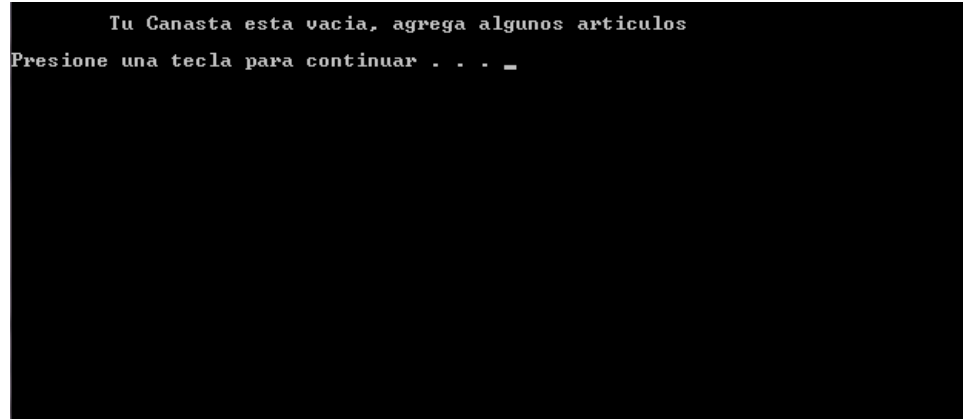 Tu Canasta esta vacia, agrega algunos articulos
Presione una tecla para continuar . . . _